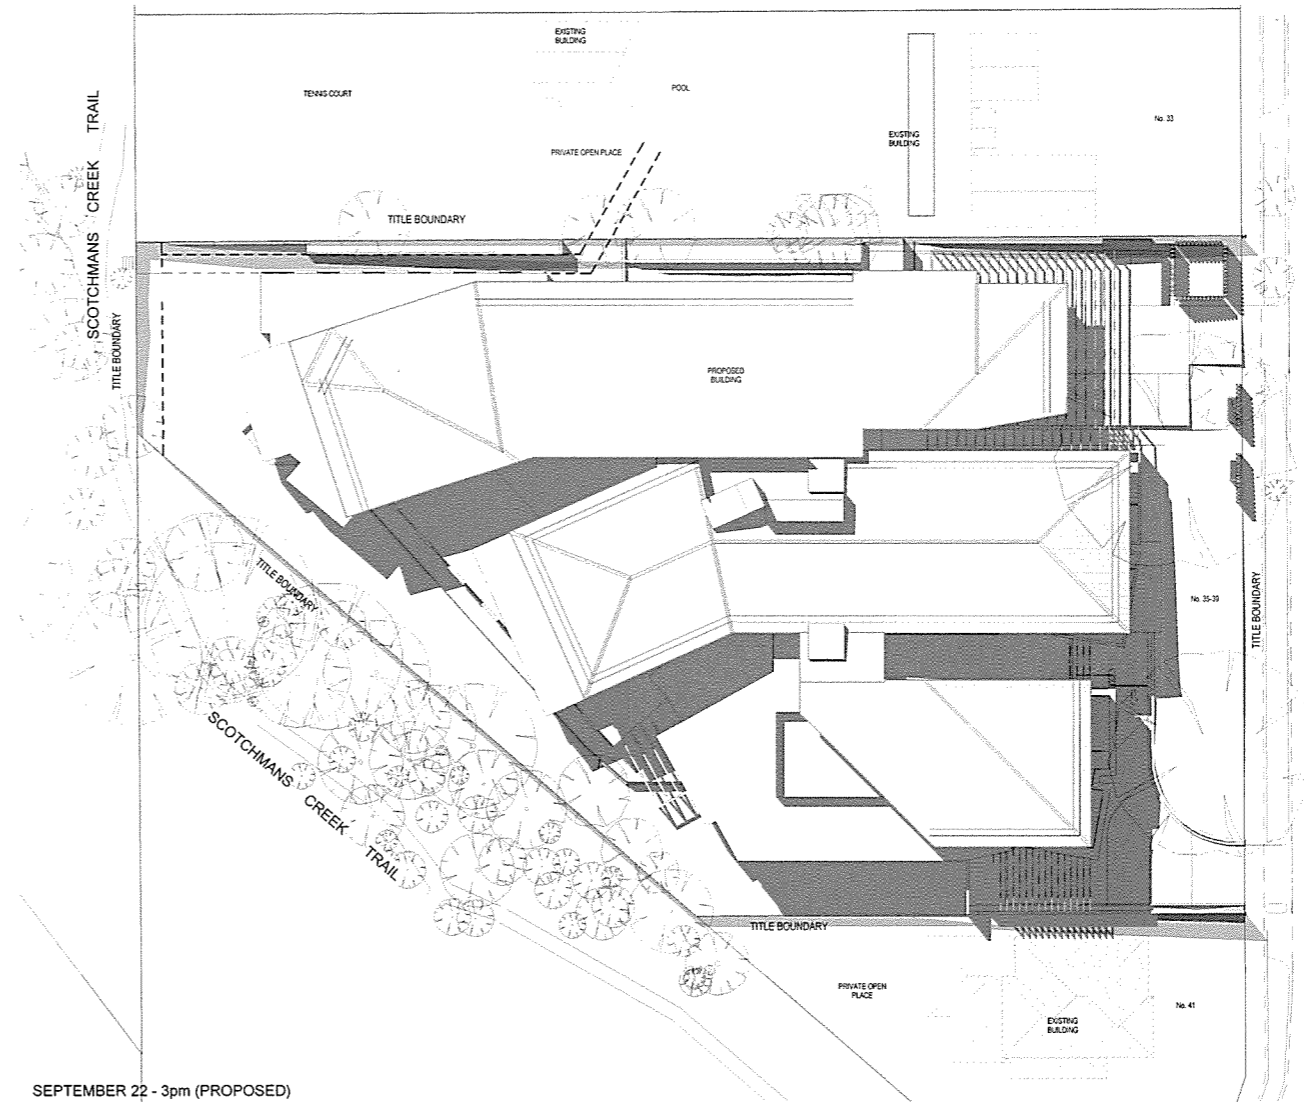 EXISTING
BUILDING
TENNIS COURT
POOL
No. 33
EXISTING
BUILDING
PRIVATE OPEN PLACE
SCOTCHMANS CREEK TRAIL
TITLE BOUNDARY
TITLE BOUNDARY
PROPOSED
BUILDING
TITLE BOUNDARY
No. 35-39
TITLE BOUNDARY
SCOTCHMANS CREEK TRAIL
TITLE BOUNDARY
PRIVATE OPEN
PLACE
No. 41
EXISTING
BUILDING
SEPTEMBER 22 - 3pm (PROPOSED)